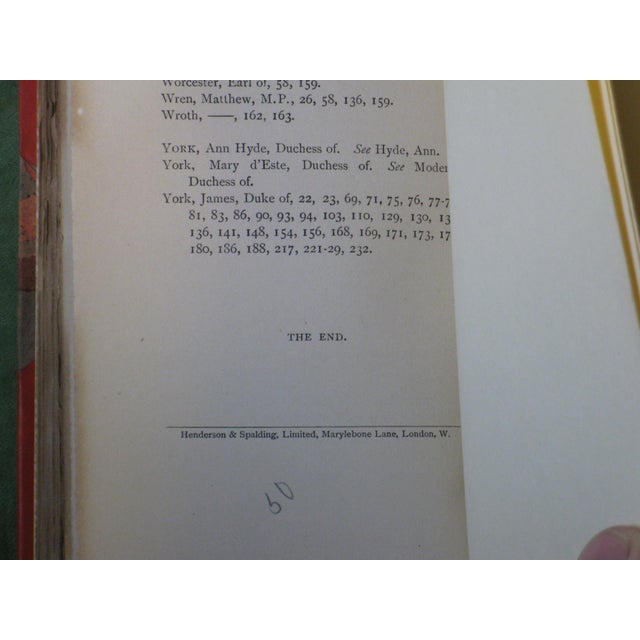 Worcester, Earl of, 58, 159.
Wren, Matthew, M.P., 26, 58, 136, 159.
Wroth, ——, 162, 163.
YORK, Ann Hyde, Duchess of. See Hyde, Ann.
York, Mary d'Este, Duchess of. See Moden
Duchess of.
York, James, Duke of, 22, 23, 69, 71, 75, 76, 77-7
81, 83, 86, 90, 93, 94, 103, 110, 129, 130, 13
136, 141, 148, 154, 156, 168, 169, 171, 173, 17
180, 186, 188, 217, 221-29, 232.
THE END.
Henderson & Spalding, Limited, Marylebone Lane, London, W.